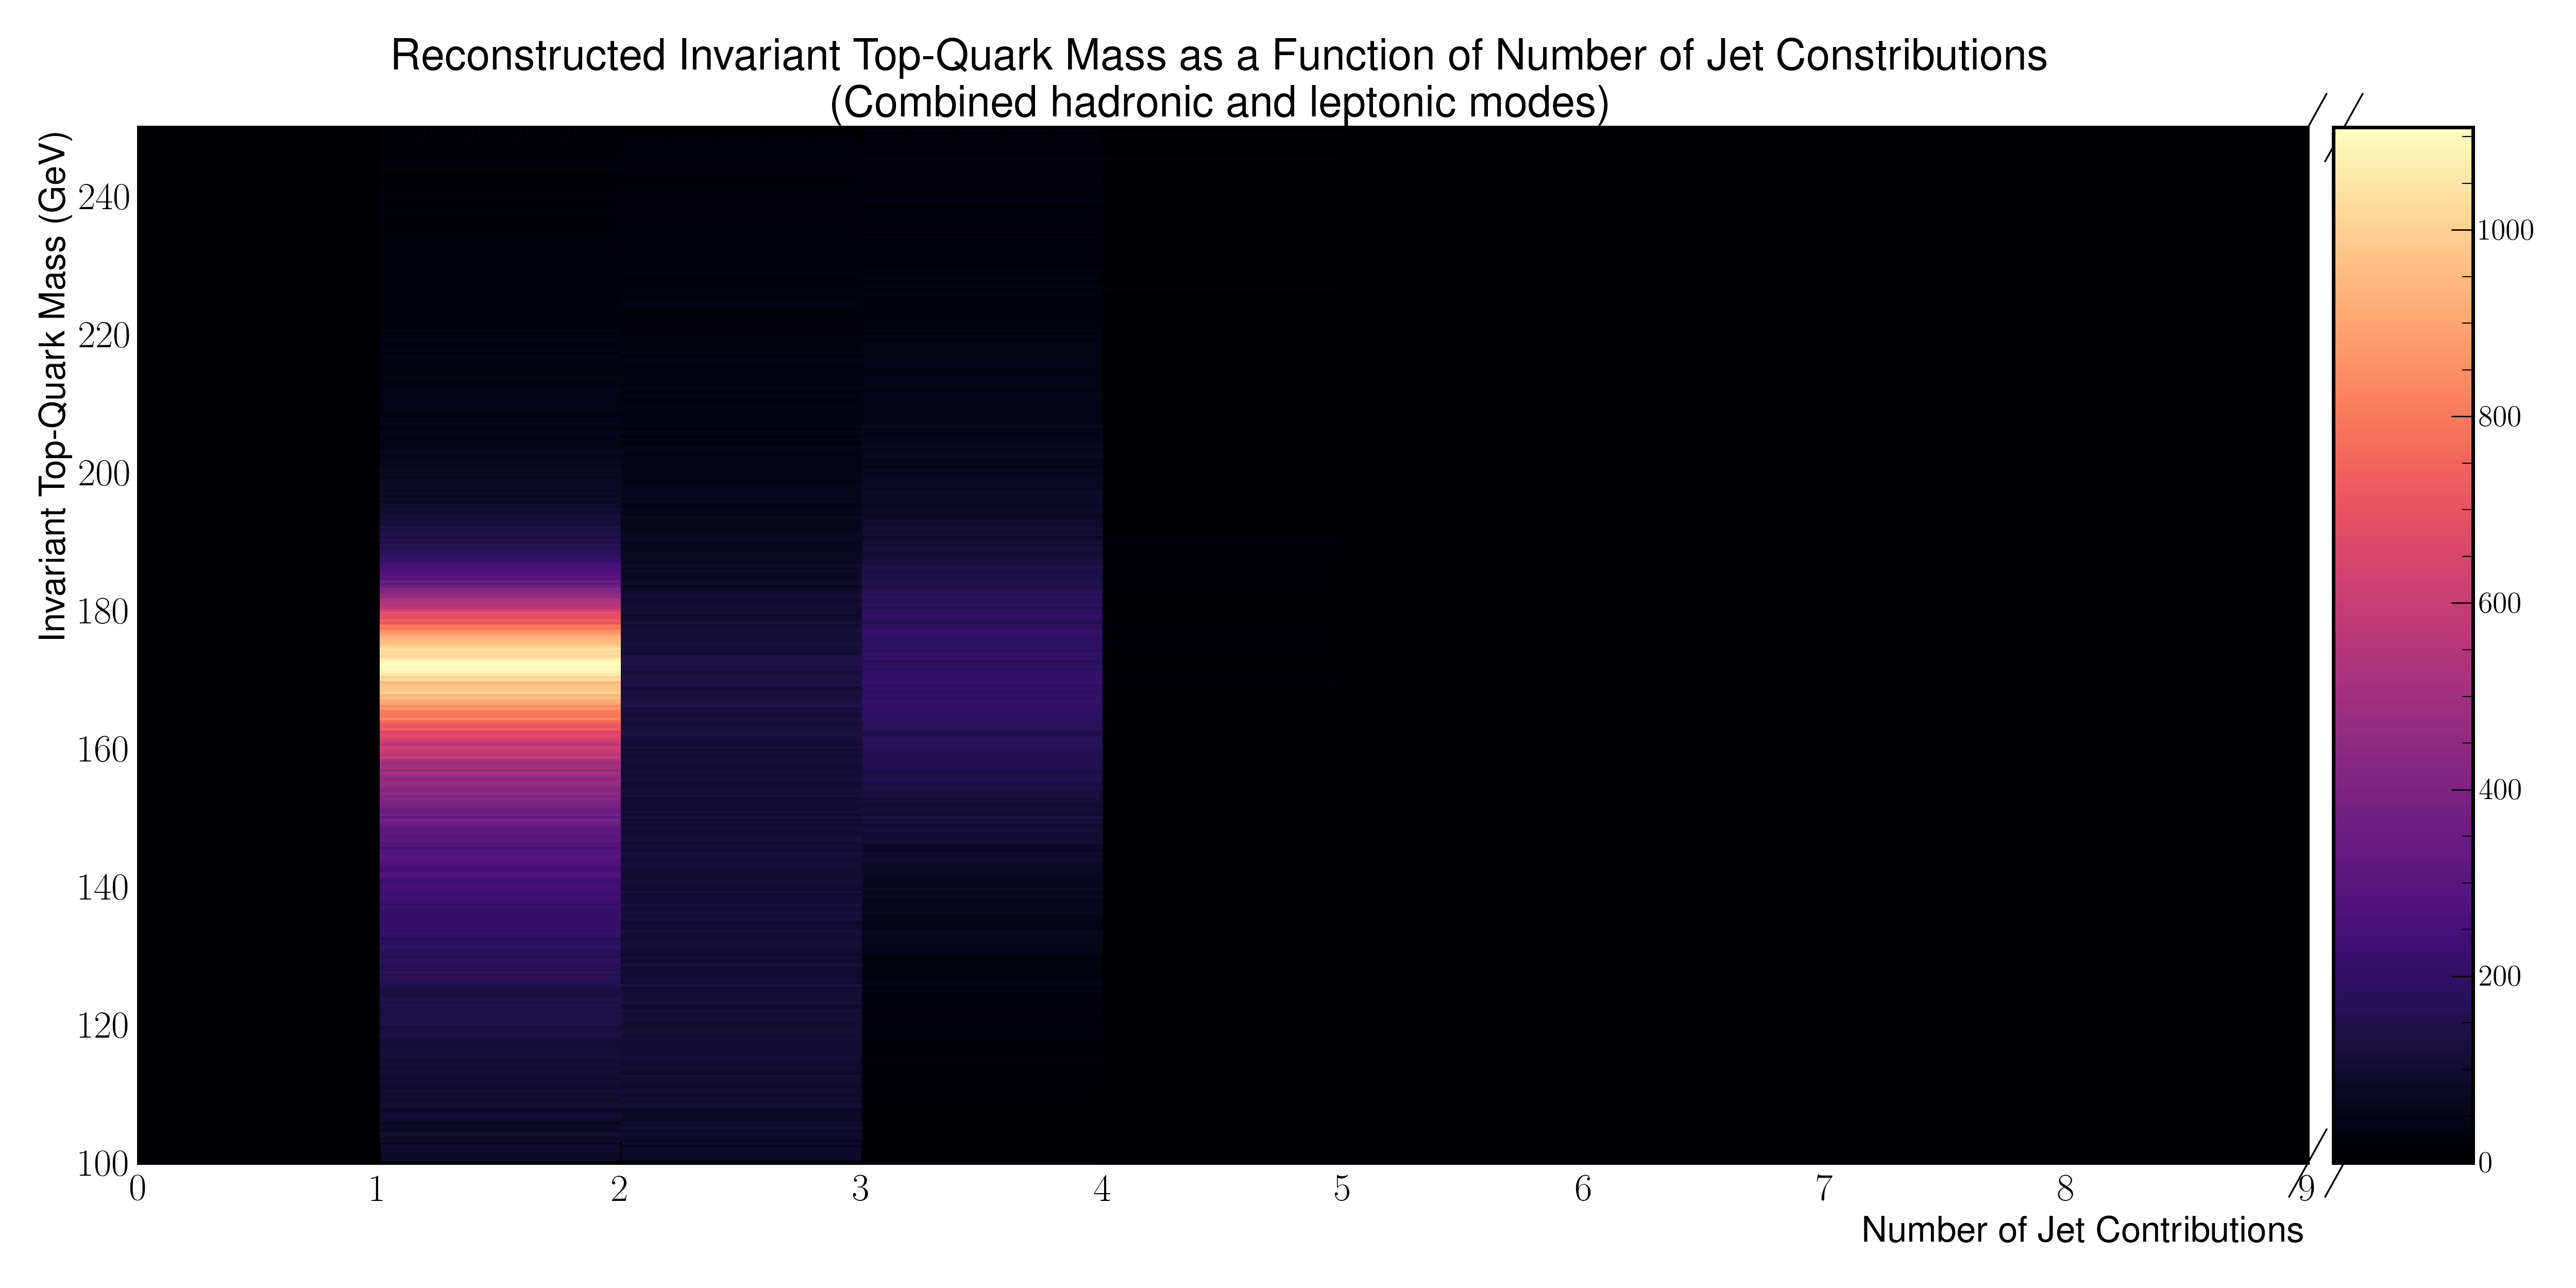 Reconstructed Invariant Top-Quark Mass as a Function of Number of Jet Constributions
(Combined hadronic and leptonic modes)
Invariant Top-Quark Mass (GeV)
240
220
200
180
160
140
120
100
0 1 2 3 4 5 6 7 8 9
Number of Jet Contributions
1000
800
600
400
200
0